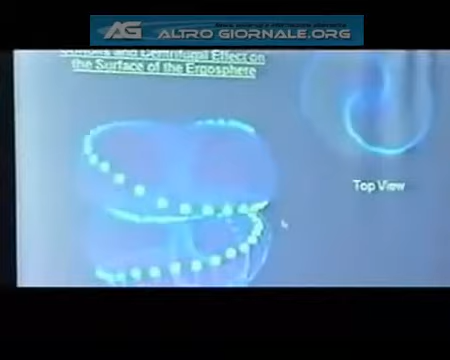 AG ALTRO GIORNALE.ORG
and Centrifugal Effect on
the Surface of the Ergosphere
Top View